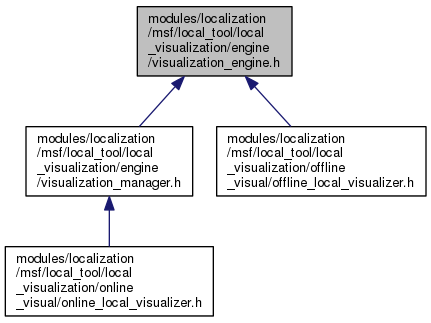 modules/localization
/msf/local_tool/local
_visualization/engine
/visualization_engine.h
modules/localization
/msf/local_tool/local
_visualization/engine
/visualization_manager.h
modules/localization
/msf/local_tool/local
_visualization/offline
_visual/offline_local_visualizer.h
modules/localization
/msf/local_tool/local
_visualization/online
_visual/online_local_visualizer.h